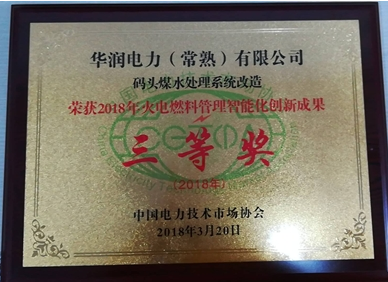 华润电力（常熟）有限公司
码头煤水处理系统改造
荣获2018年火电燃料管理智能化创新成果
三等奖
（2018年）
中国电力技术市场协会
2018年3月20日